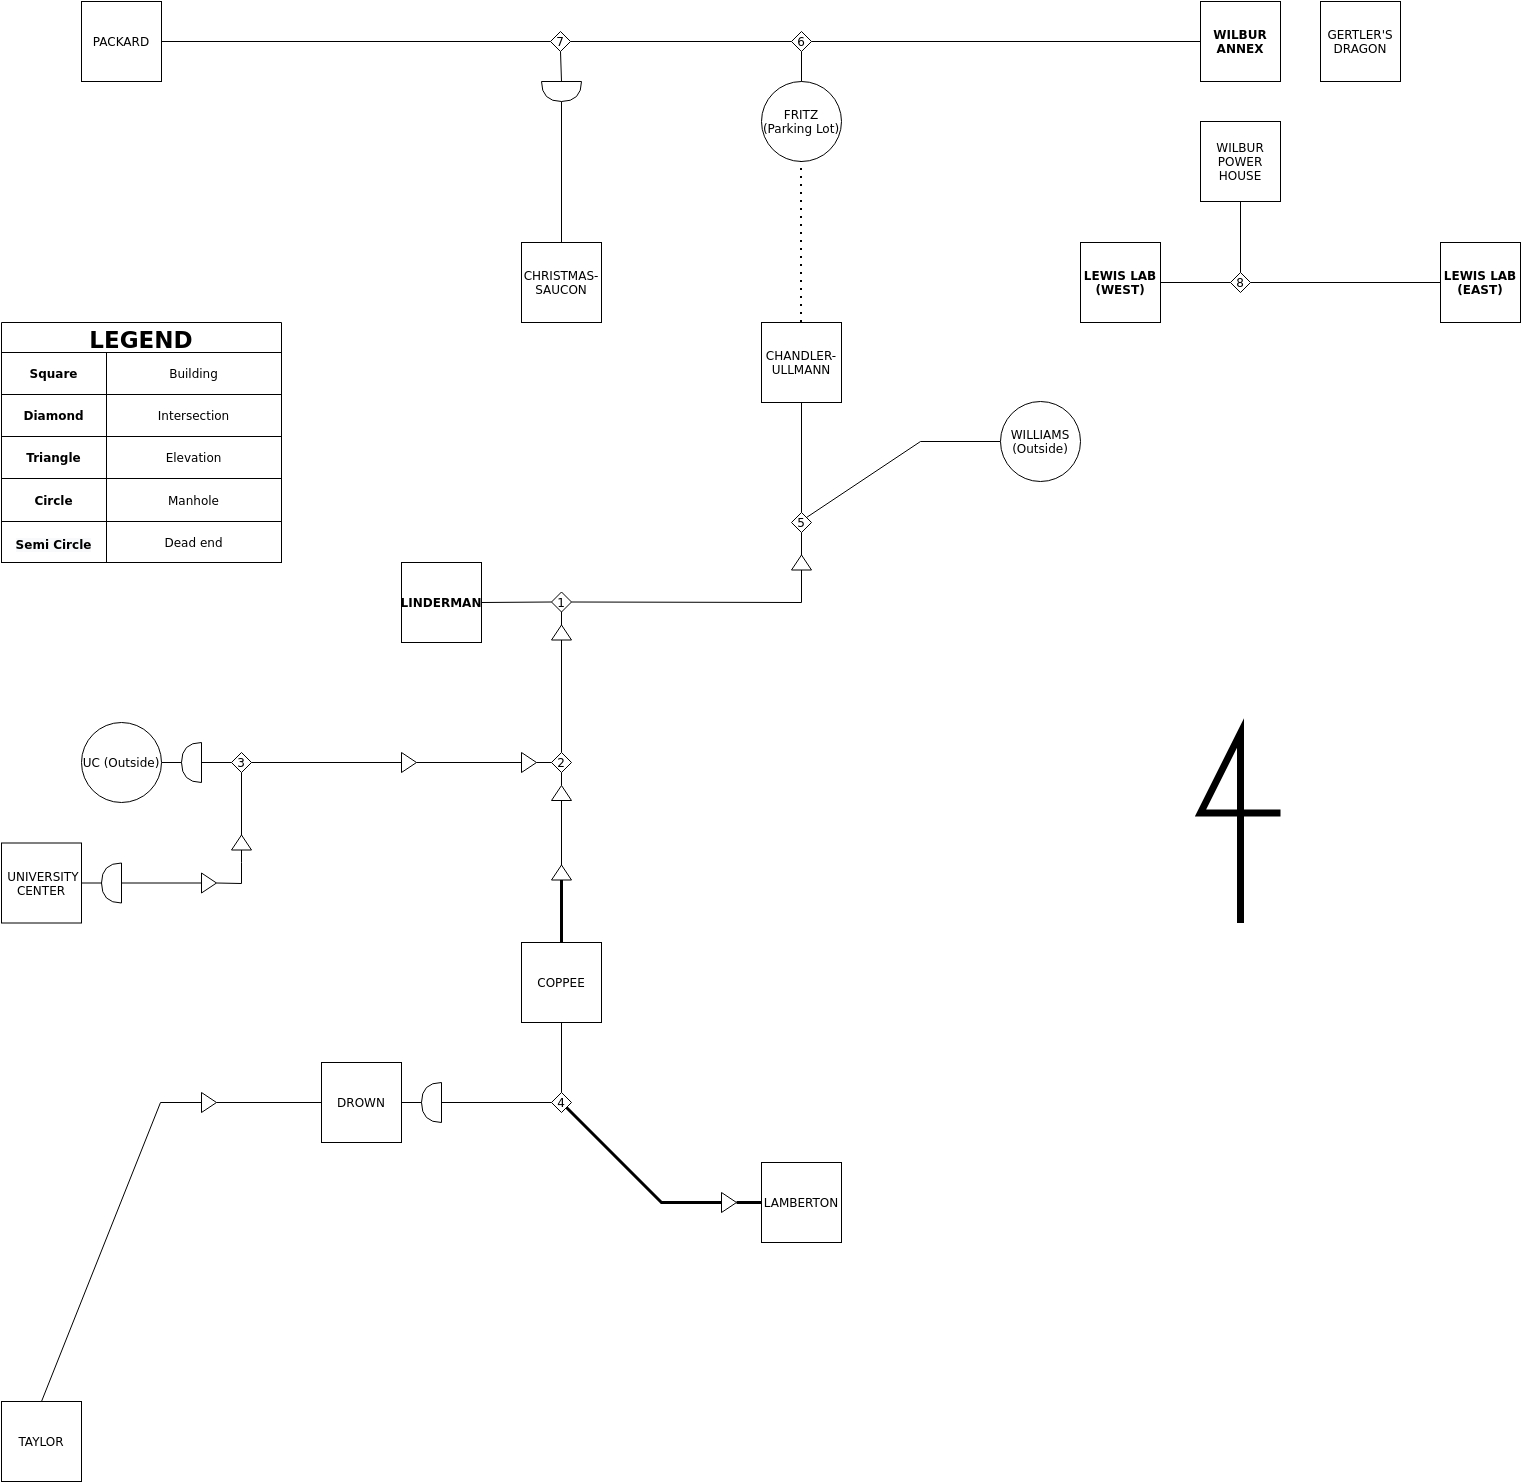 PACKARD
7
6
WILBUR
ANNEX
GERTLER'S
DRAGON
FRITZ
(Parking Lot)
WILBUR
POWER
HOUSE
CHRISTMAS-
SAUCON
LEWIS LAB
(WEST)
8
LEWIS LAB
(EAST)
LEGEND
Square Building
Diamond Intersection
Triangle Elevation
Circle Manhole
Semi Circle Dead end
CHANDLER-
ULLMANN
WILLIAMS
(Outside)
5
LINDERMAN
1
UC (Outside)
3
2
UNIVERSITY
CENTER
COPPEE
DROWN
4
LAMBERTON
TAYLOR